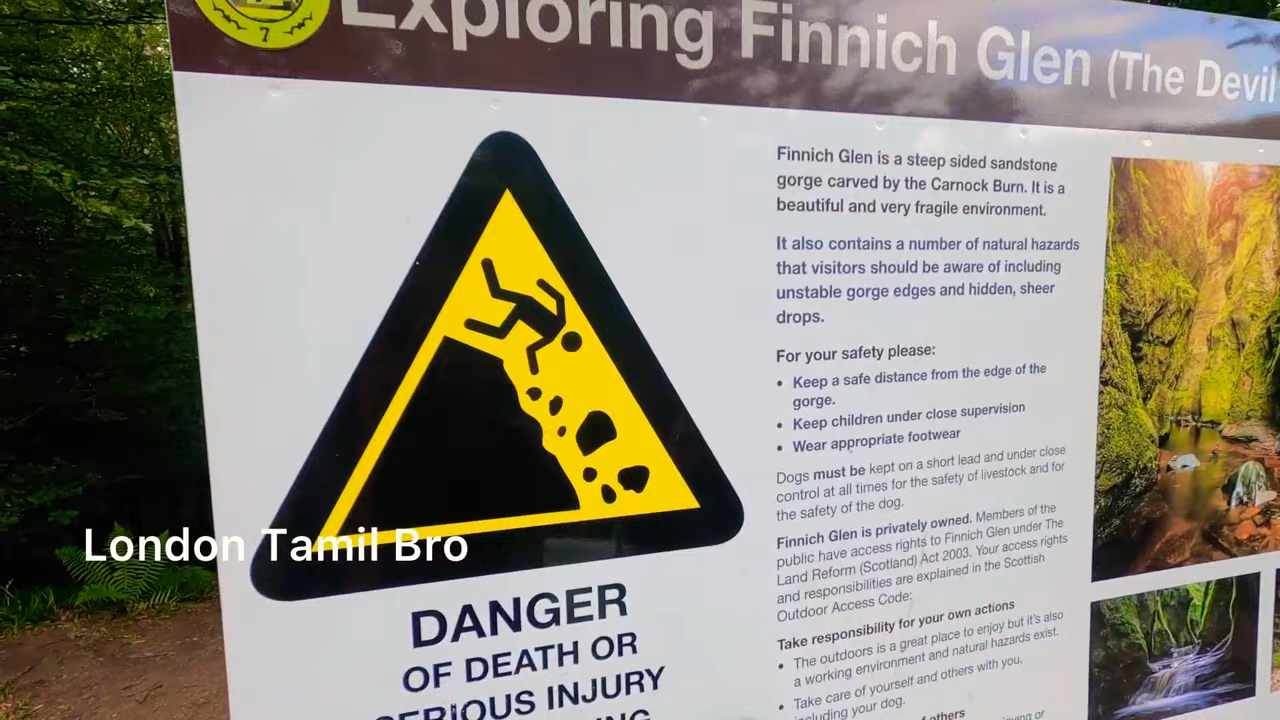 7
Exploring Finnich Glen (The Devil
Finnich Glen is a steep sided sandstone
gorge carved by the Carnock Burn. It is a
beautiful and very fragile environment.
It also contains a number of natural hazards
that visitors should be aware of including
unstable gorge edges and hidden, sheer
drops.
For your safety please:
• Keep a safe distance from the edge of the
gorge.
• Keep children under close supervision
• Wear appropriate footwear
Dogs must be kept on a short lead and under close
control at all times for the safety of livestock and for
the safety of the dog.
Finnich Glen is privately owned. Members of the
public have access rights to Finnich Glen under The
Land Reform (Scotland) Act 2003. Your access rights
and responsibilities are explained in the Scottish
Outdoor Access Code:
Take responsibility for your own actions
• The outdoors is a great place to enjoy but it's also
a working environment and natural hazards exist.
• Take care of yourself and others with you,
including your dog.
others
London Tamil Bro
DANGER
OF DEATH OR
SERIOUS INJURY